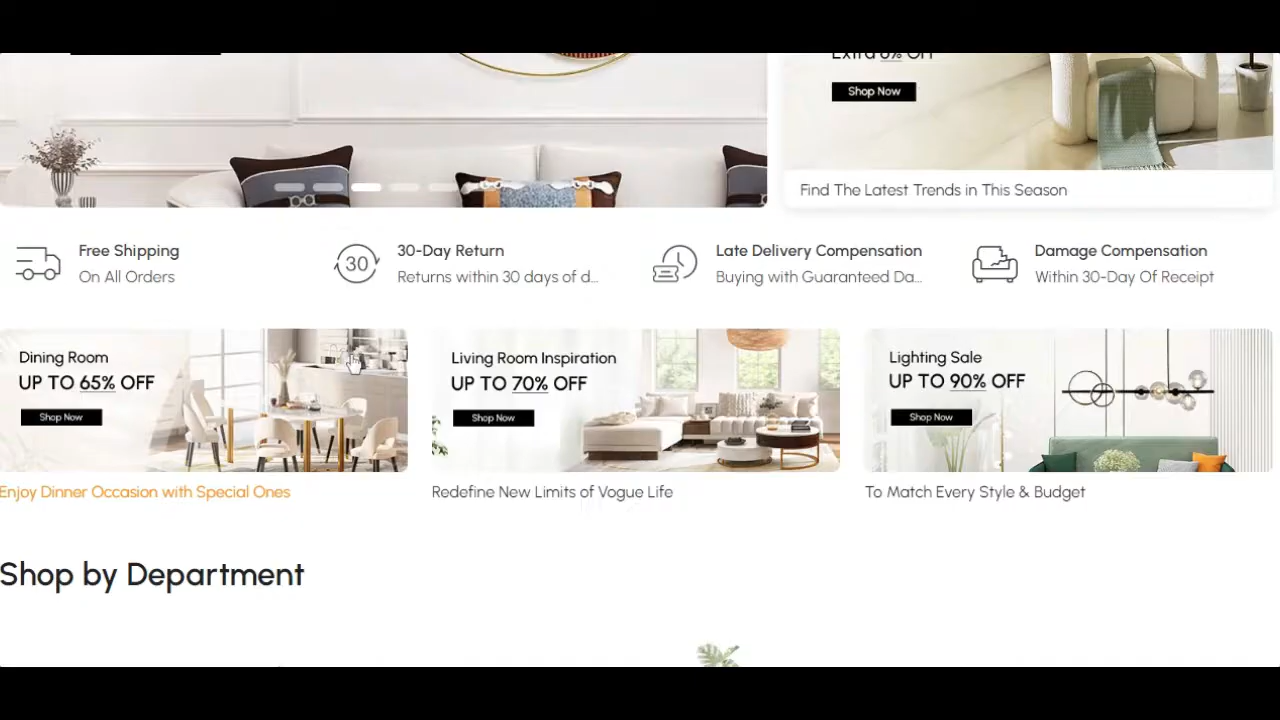 Extra 6% Off
Shop Now
Find The Latest Trends in This Season
Free Shipping
On All Orders
30
30-Day Return
Returns within 30 days of d...
Late Delivery Compensation
Buying with Guaranteed Da...
Damage Compensation
Within 30-Day Of Receipt
Dining Room
UP TO 65% OFF
Shop Now
Enjoy Dinner Occasion with Special Ones
Living Room Inspiration
UP TO 70% OFF
Shop Now
Redefine New Limits of Vogue Life
Lighting Sale
UP TO 90% OFF
Shop Now
To Match Every Style & Budget
Shop by Department